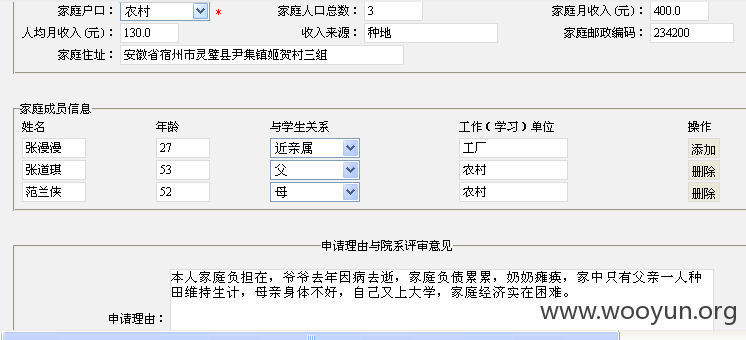 家庭户口： 农村 * 家庭人口总数： 3 家庭月收入(元)： 400.0
人均月收入(元)： 130.0 收入来源： 种地 家庭邮政编码： 234200
家庭住址： 安徽省宿州市灵璧县尹集镇姬贺村三组
家庭成员信息
姓名 年龄 与学生关系 工作(学习)单位 操作
张漫漫 27 近亲属 工厂 添加
张道琪 53 父 农村 删除
范兰侠 52 母 农村 删除
申请理由与院系评审意见
本人家庭负担在，爷爷去年因病去逝，家庭负债累累，奶奶瘫痪，家中只有父亲一人种
田维持生计，母亲身体不好，自己又上大学，家庭经济实在困难。
申请理由：
www.wooyun.org